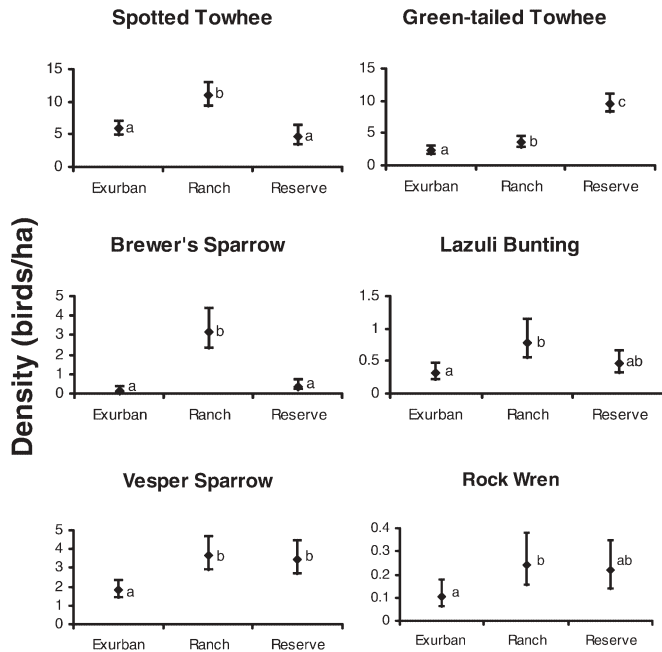 Density (birds/ha)
Spotted Towhee
15
10
5
0
a
b
a
Exurban Ranch Reserve
Green-tailed Towhee
15
10
5
0
a
b
c
Exurban Ranch Reserve
Brewer's Sparrow
5
4
3
2
1
0
a
b
a
Exurban Ranch Reserve
Lazuli Bunting
1.5
1
0.5
0
a
b
ab
Exurban Ranch Reserve
Vesper Sparrow
5
4
3
2
1
0
a
b
b
Exurban Ranch Reserve
Rock Wren
0.4
0.3
0.2
0.1
0
a
b
ab
Exurban Ranch Reserve